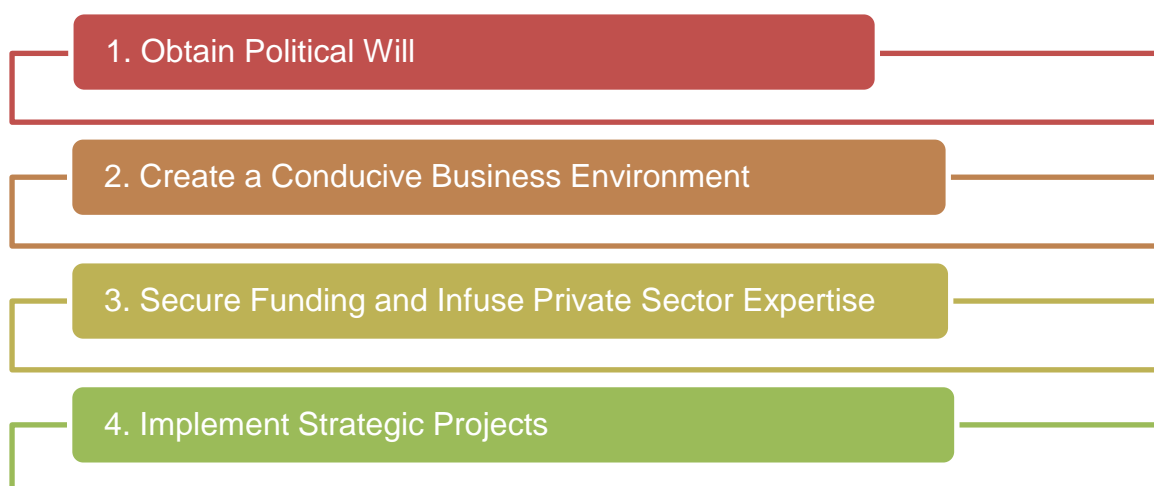 1. Obtain Political Will
2. Create a Conducive Business Environment
3. Secure Funding and Infuse Private Sector Expertise
4. Implement Strategic Projects